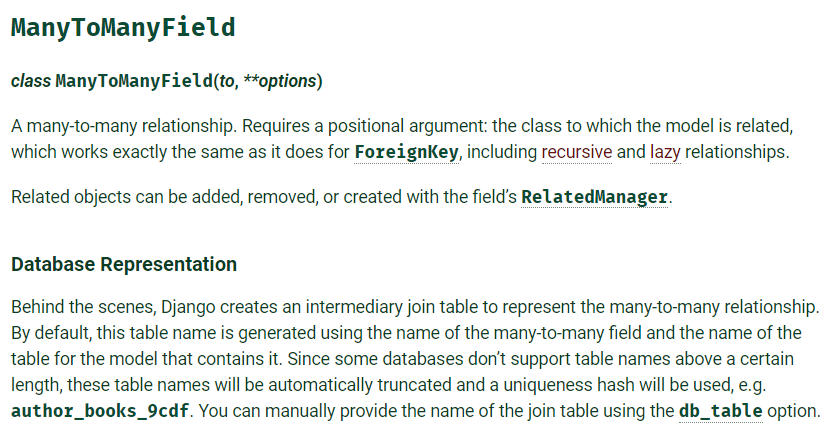 ManyToManyField
class ManyToManyField(to, **options)
A many-to-many relationship. Requires a positional argument: the class to which the model is related,
which works exactly the same as it does for ForeignKey, including recursive and lazy relationships.
Related objects can be added, removed, or created with the field’s RelatedManager.
Database Representation
Behind the scenes, Django creates an intermediary join table to represent the many-to-many relationship.
By default, this table name is generated using the name of the many-to-many field and the name of the
table for the model that contains it. Since some databases don’t support table names above a certain
length, these table names will be automatically truncated and a uniqueness hash will be used, e.g.
author_books_9cdf. You can manually provide the name of the join table using the db_table option.